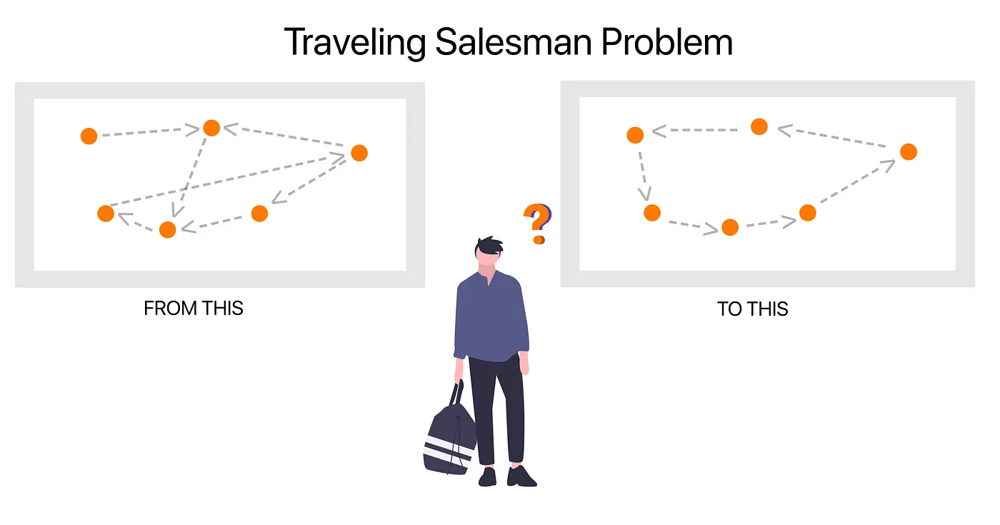 Traveling Salesman Problem
?
FROM THIS
TO THIS